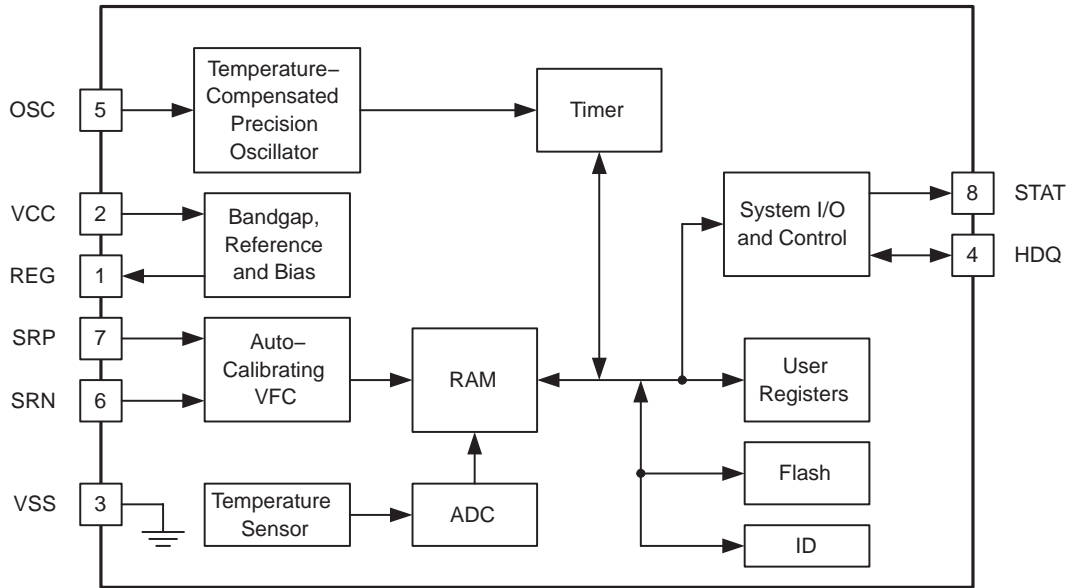 OSC
5
Temperature–
Compensated
Precision
Oscillator
Timer
VCC
2
REG
1
Bandgap,
Reference
and Bias
System I/O
and Control
8
STAT
4
HDQ
SRP
7
SRN
6
Auto–
Calibrating
VFC
RAM
User
Registers
VSS
3
Temperature
Sensor
ADC
Flash
ID